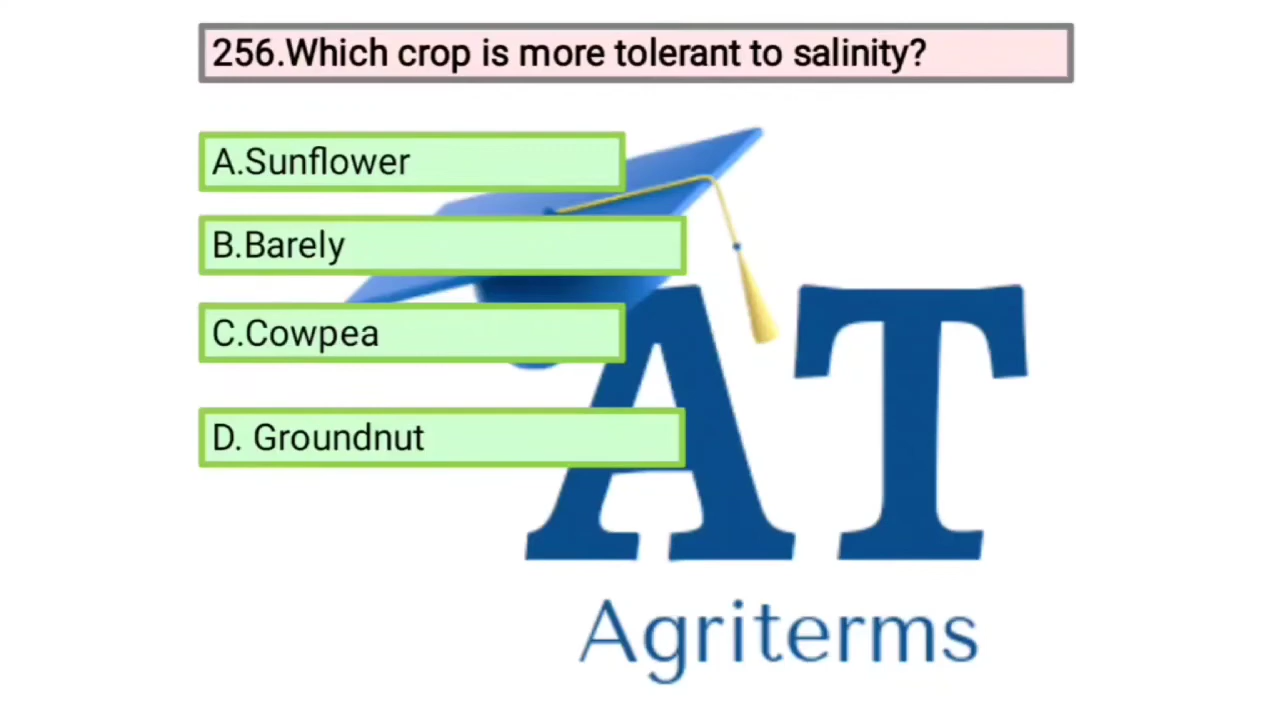 256.Which crop is more tolerant to salinity?
A.Sunflower
B.Barely
C.Cowpea
D. Groundnut
AT
Agriterms